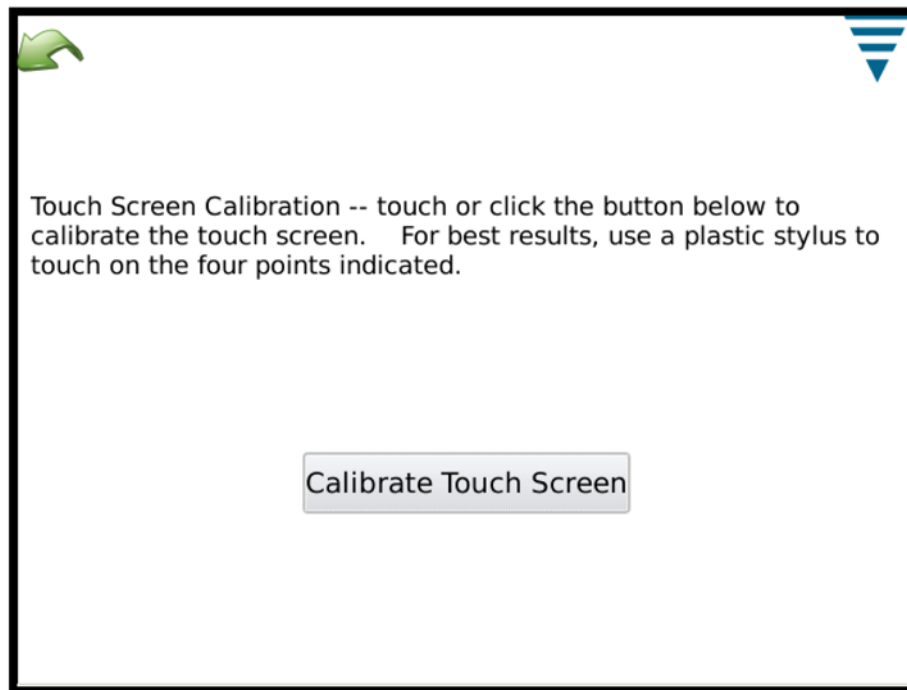 Touch Screen Calibration -- touch or click the button below to
calibrate the touch screen.    For best results, use a plastic stylus to
touch on the four points indicated.
Calibrate Touch Screen